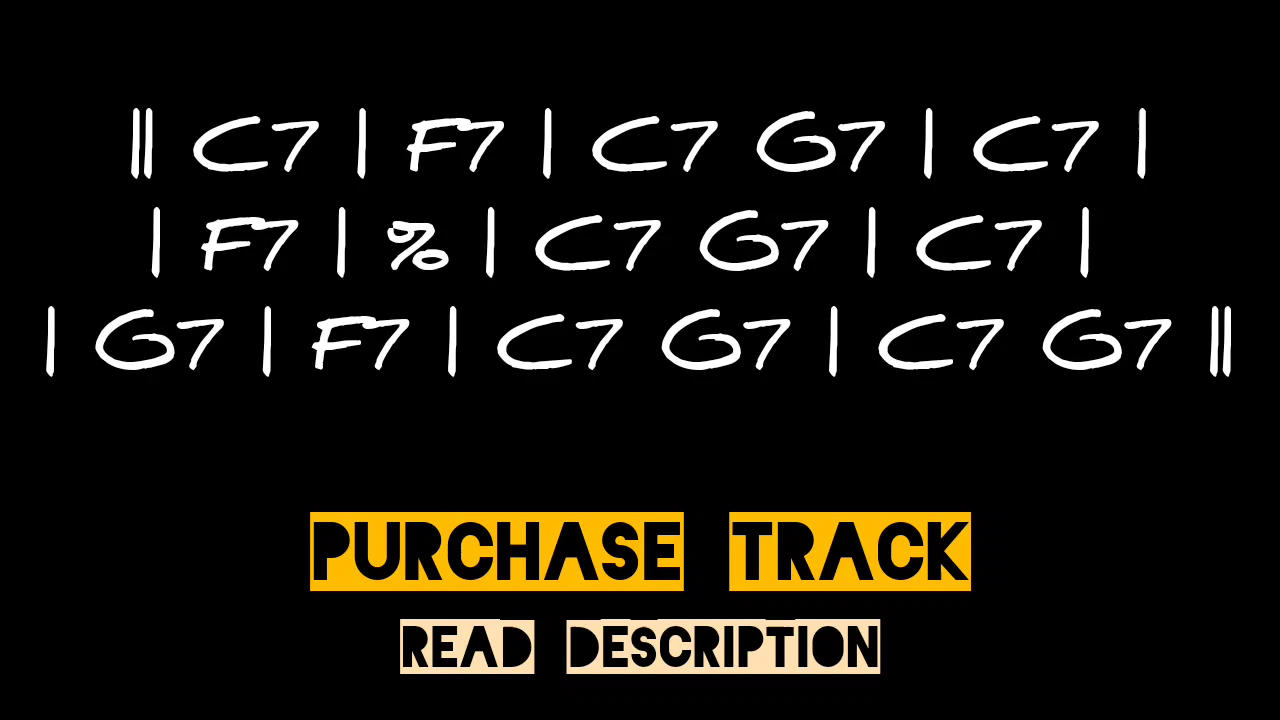 || C7 | F7 | C7 G7 | C7 |
| F7 | % | C7 G7 | C7 |
| G7 | F7 | C7 G7 | C7 G7 ||
PURCHASE TRACK
READ DESCRIPTION